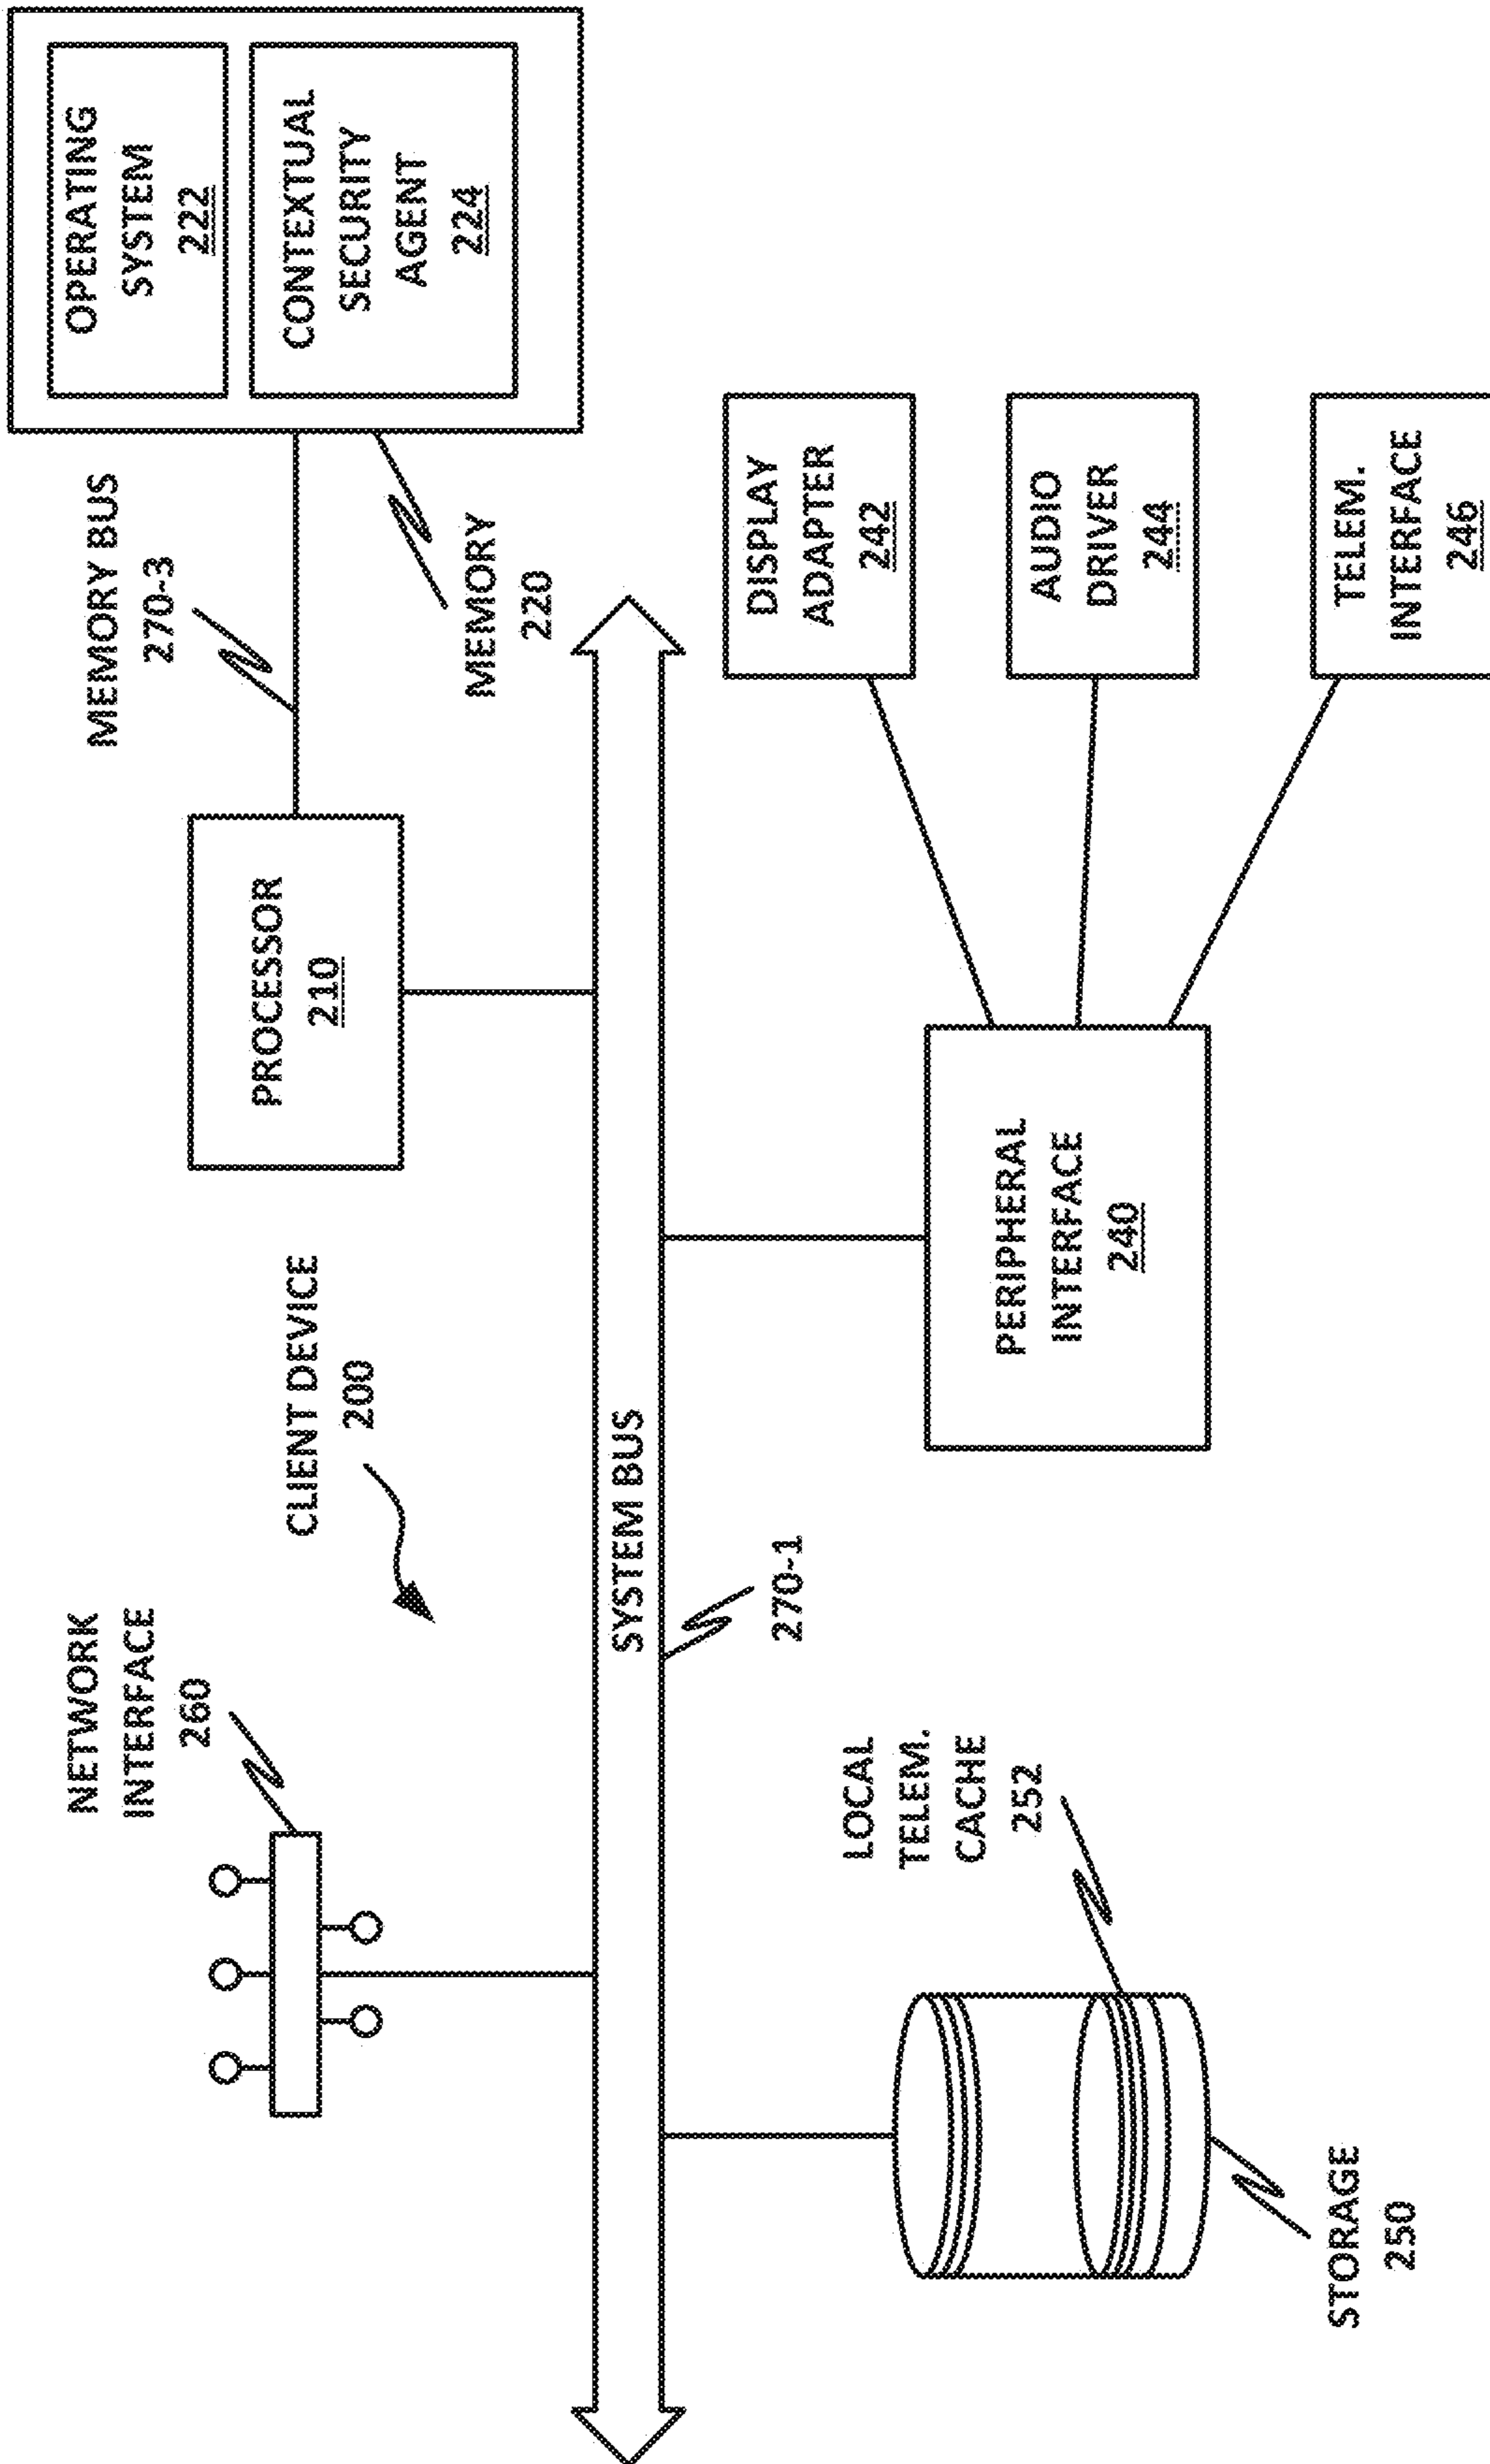 NETWORK
INTERFACE
260
CLIENT DEVICE
200
PROCESSOR
210
MEMORY BUS
270-3
OPERATING
SYSTEM
222
CONTEXTUAL
SECURITY
AGENT
224
MEMORY
220
SYSTEM BUS
270-1
LOCAL
TELEM.
CACHE
252
STORAGE
250
PERIPHERAL
INTERFACE
240
DISPLAY
ADAPTER
242
AUDIO
DRIVER
244
TELEM.
INTERFACE
246